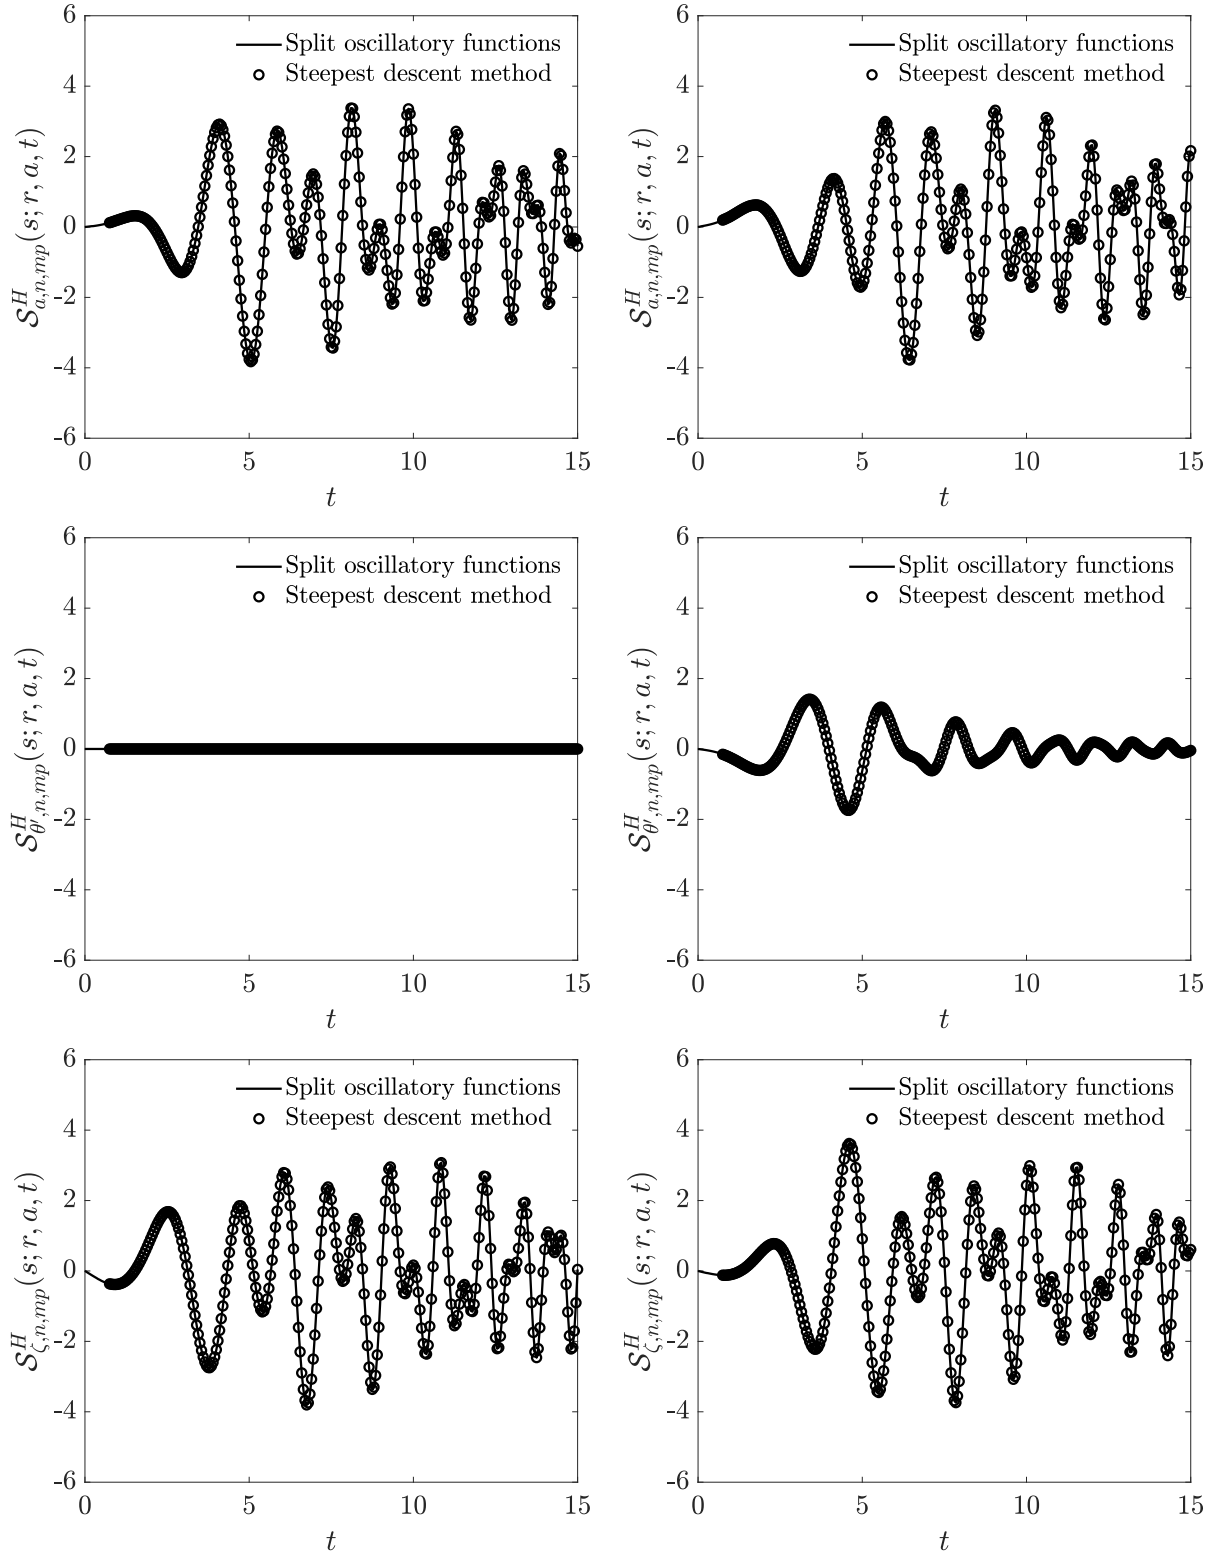 6
4
2
0
-2
-4
-6
0 5 10 15
t
𝒮^H_{a,n,mp}(s; r, a, t)
Split oscillatory functions
Steepest descent method
6
4
2
0
-2
-4
-6
0 5 10 15
t
𝒮^H_{a,n,mp}(s; r, a, t)
Split oscillatory functions
Steepest descent method
6
4
2
0
-2
-4
-6
0 5 10 15
t
𝒮^H_{θ′,n,mp}(s; r, a, t)
Split oscillatory functions
Steepest descent method
6
4
2
0
-2
-4
-6
0 5 10 15
t
𝒮^H_{θ′,n,mp}(s; r, a, t)
Split oscillatory functions
Steepest descent method
6
4
2
0
-2
-4
-6
0 5 10 15
t
𝒮^H_{ζ,n,mp}(s; r, a, t)
Split oscillatory functions
Steepest descent method
6
4
2
0
-2
-4
-6
0 5 10 15
t
𝒮^H_{ζ,n,mp}(s; r, a, t)
Split oscillatory functions
Steepest descent method